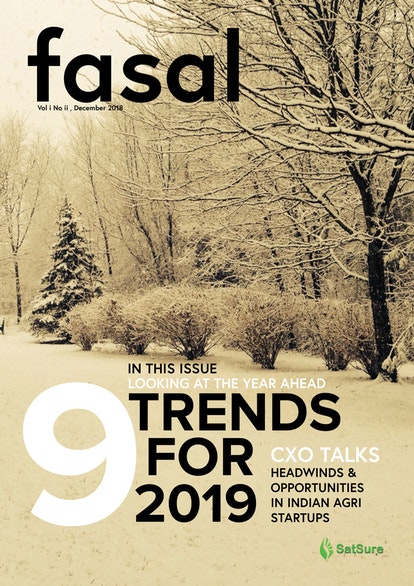 fasal
Vol i No ii , December 2018
IN THIS ISSUE
LOOKING AT THE YEAR AHEAD
9 TRENDS
FOR
2019
CXO TALKS
HEADWINDS &
OPPORTUNITIES
IN INDIAN AGRI
STARTUPS
SatSure